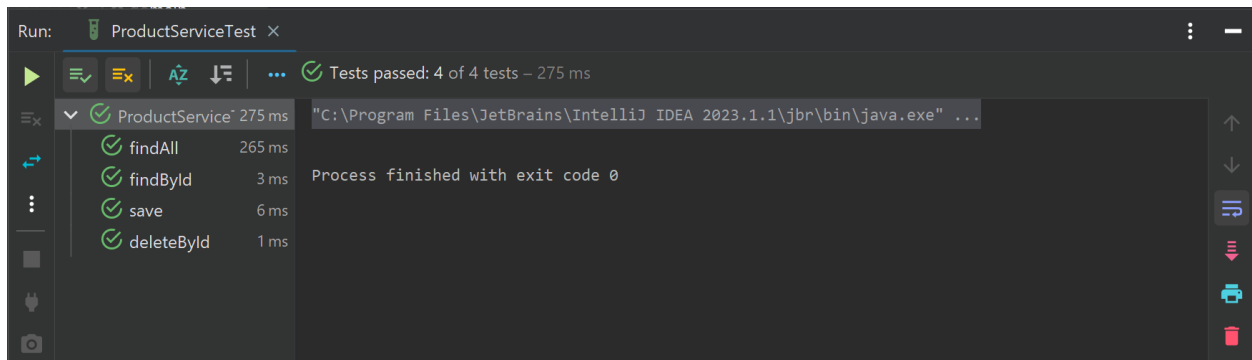 Run: ProductServiceTest ×
Tests passed: 4 of 4 tests – 275 ms
ProductServiceT 275 ms
findAll 265 ms
findById 3 ms
save 6 ms
deleteById 1 ms
"C:\Program Files\JetBrains\IntelliJ IDEA 2023.1.1\jbr\bin\java.exe" ...
Process finished with exit code 0